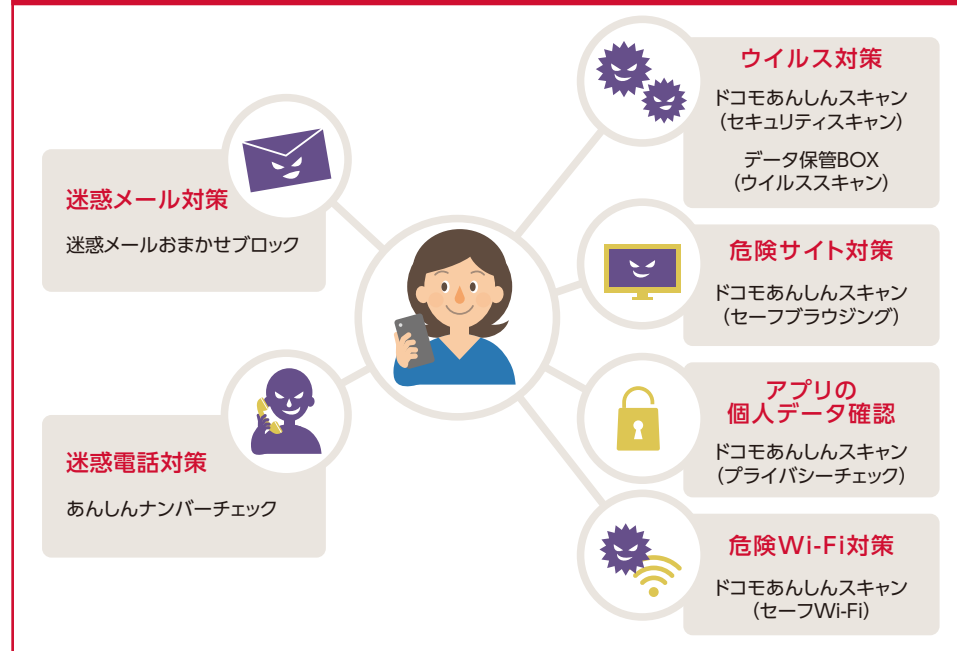 迷惑メール対策
迷惑メールおまかせブロック
迷惑電話対策
あんしんナンバーチェック
ウイルス対策
ドコモあんしんスキャン
（セキュリティスキャン）
データ保管BOX
（ウイルススキャン）
危険サイト対策
ドコモあんしんスキャン
（セーフブラウジング）
アプリの
個人データ確認
ドコモあんしんスキャン
（プライバシーチェック）
危険Wi-Fi対策
ドコモあんしんスキャン
（セーフWi-Fi）